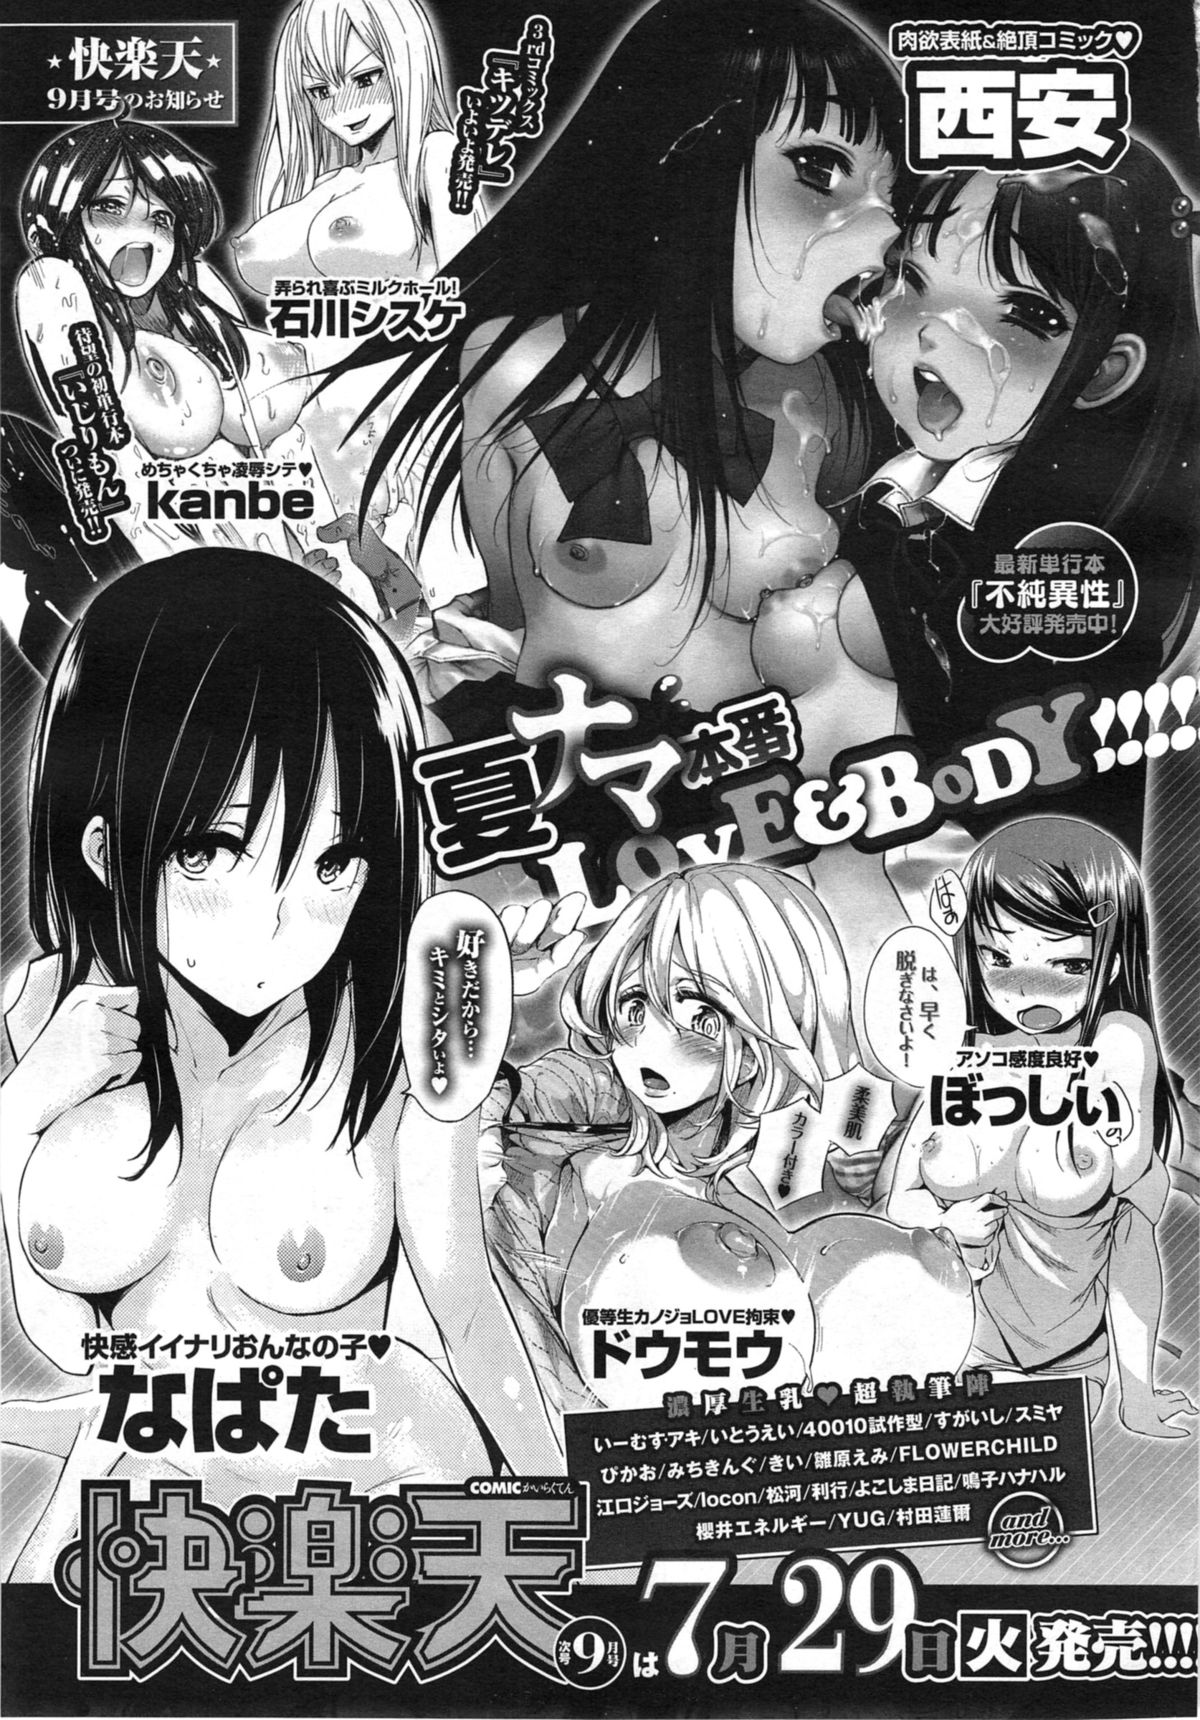 快楽天
9月号のお知らせ
3rdコミックス
『キツデレ』
いよいよ発売!!
肉欲表紙&絶頂コミック♥
西安
弄られ喜ぶミルクホール!
石川シスケ
待望の初単行本
『いじりもん』
ついに発売!!
めちゃくちゃ凌辱シテ♥
kanbe
最新単行本
『不純異性』
大好評発売中!
夏ナマ本番
LOVE&BODY!!!!
好きだから…
キミとシタいよ♥
はぁ
は、早く
脱ぎなさいよ!
アソコ感度良好♥
ぼっしぃ
柔美肌
カラー付き♥
優等生カノジョLOVE拘束♥
ドウモウ
快感イイナリおんなの子♥
なぱた
濃厚生乳♥超執筆陣
いーむす・アキ/いとうえい/40010試作型/すがいし/スミヤ
ぴかお/みちきんぐ/きい/雛原えみ/FLOWERCHILD
江口ジョーズ/locon/松河/利行/よこしま日記/鳴子ハナハル
櫻井エネルギー/YUG/村田蓮爾
and more...
COMICかいらくてん
快楽天
次号9月号は7月29日火発売!!!!